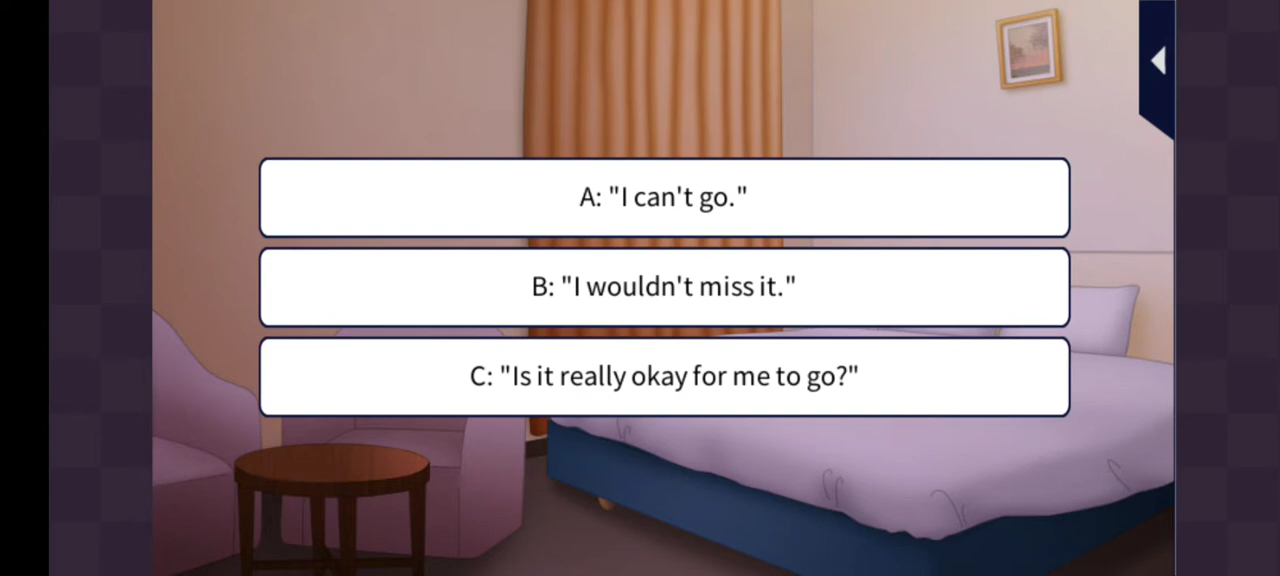 A: "I can't go."
B: "I wouldn't miss it."
C: "Is it really okay for me to go?"